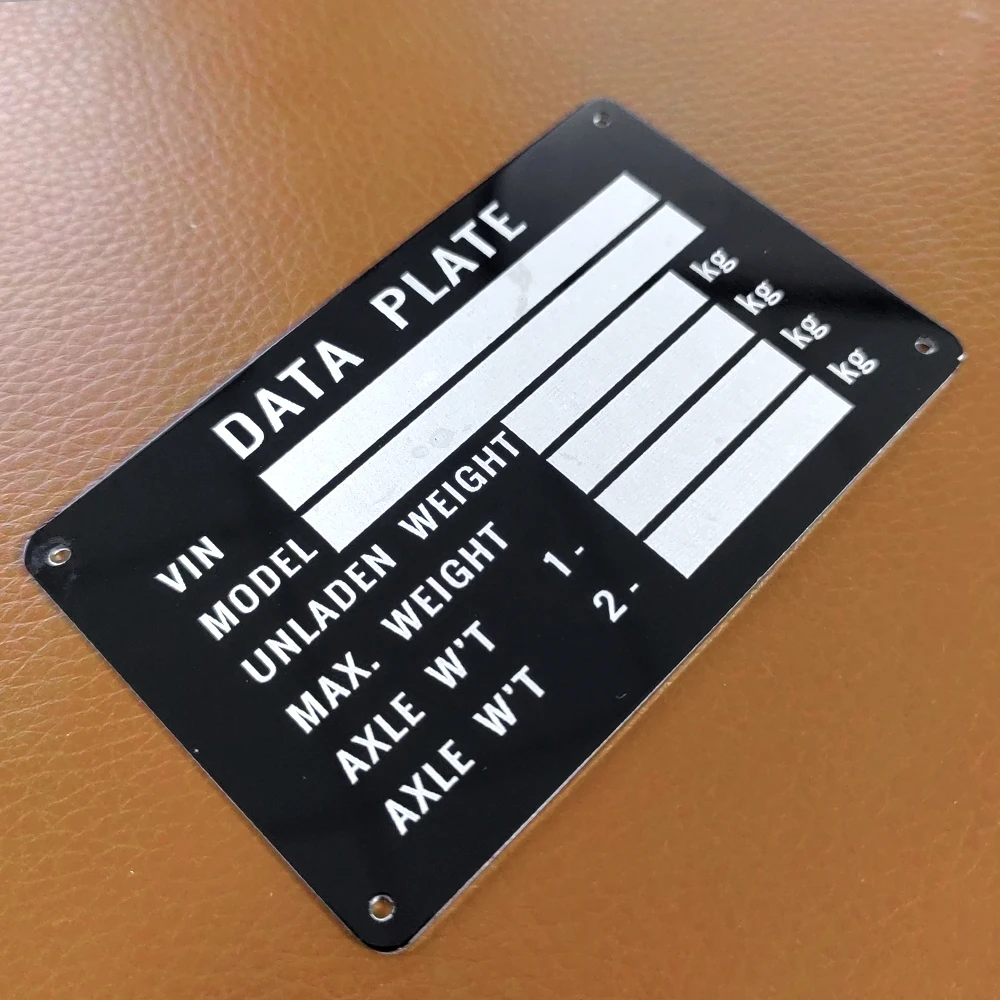 DATA PLATE
VIN
MODEL
UNLADEN WEIGHT kg
MAX. WEIGHT kg
AXLE W'T 1- kg
AXLE W'T 2- kg